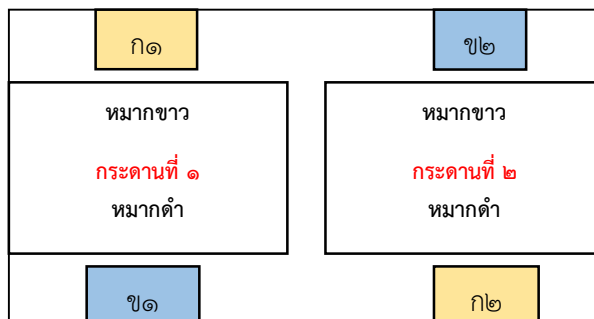 ก๑ ข๒
หมากขาว หมากขาว
กระดานที่ ๑ กระดานที่ ๒
หมากดำ หมากดำ
ข๑ ก๒